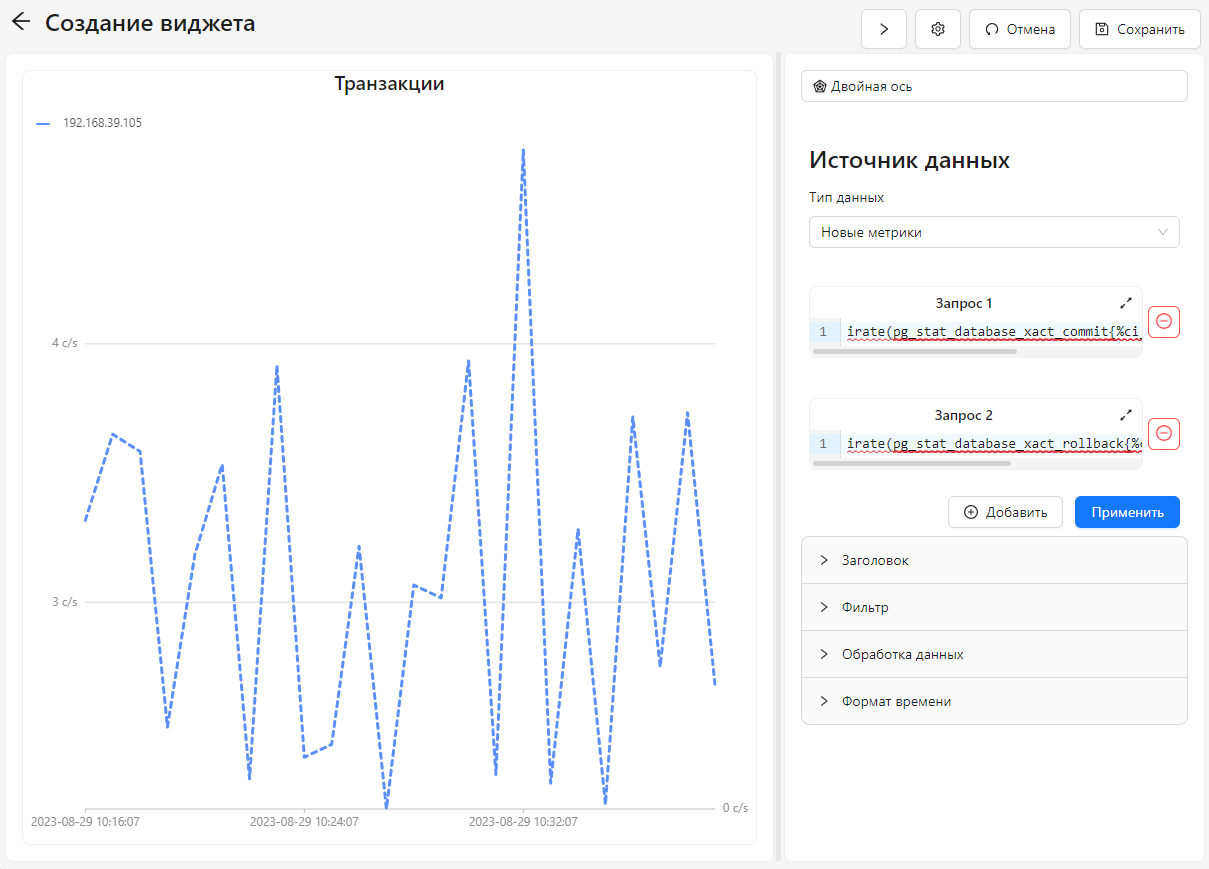 Создание виджета
Отмена
Сохранить
Транзакции
192.168.39.105
4 c/s
3 c/s
0 c/s
2023-08-29 10:16:07
2023-08-29 10:24:07
2023-08-29 10:32:07
Двойная ось
Источник данных
Тип данных
Новые метрики
Запрос 1
1 irate(pg_stat_database_xact_commit{%ci
Запрос 2
1 irate(pg_stat_database_xact_rollback{%c
Добавить
Применить
Заголовок
Фильтр
Обработка данных
Формат времени